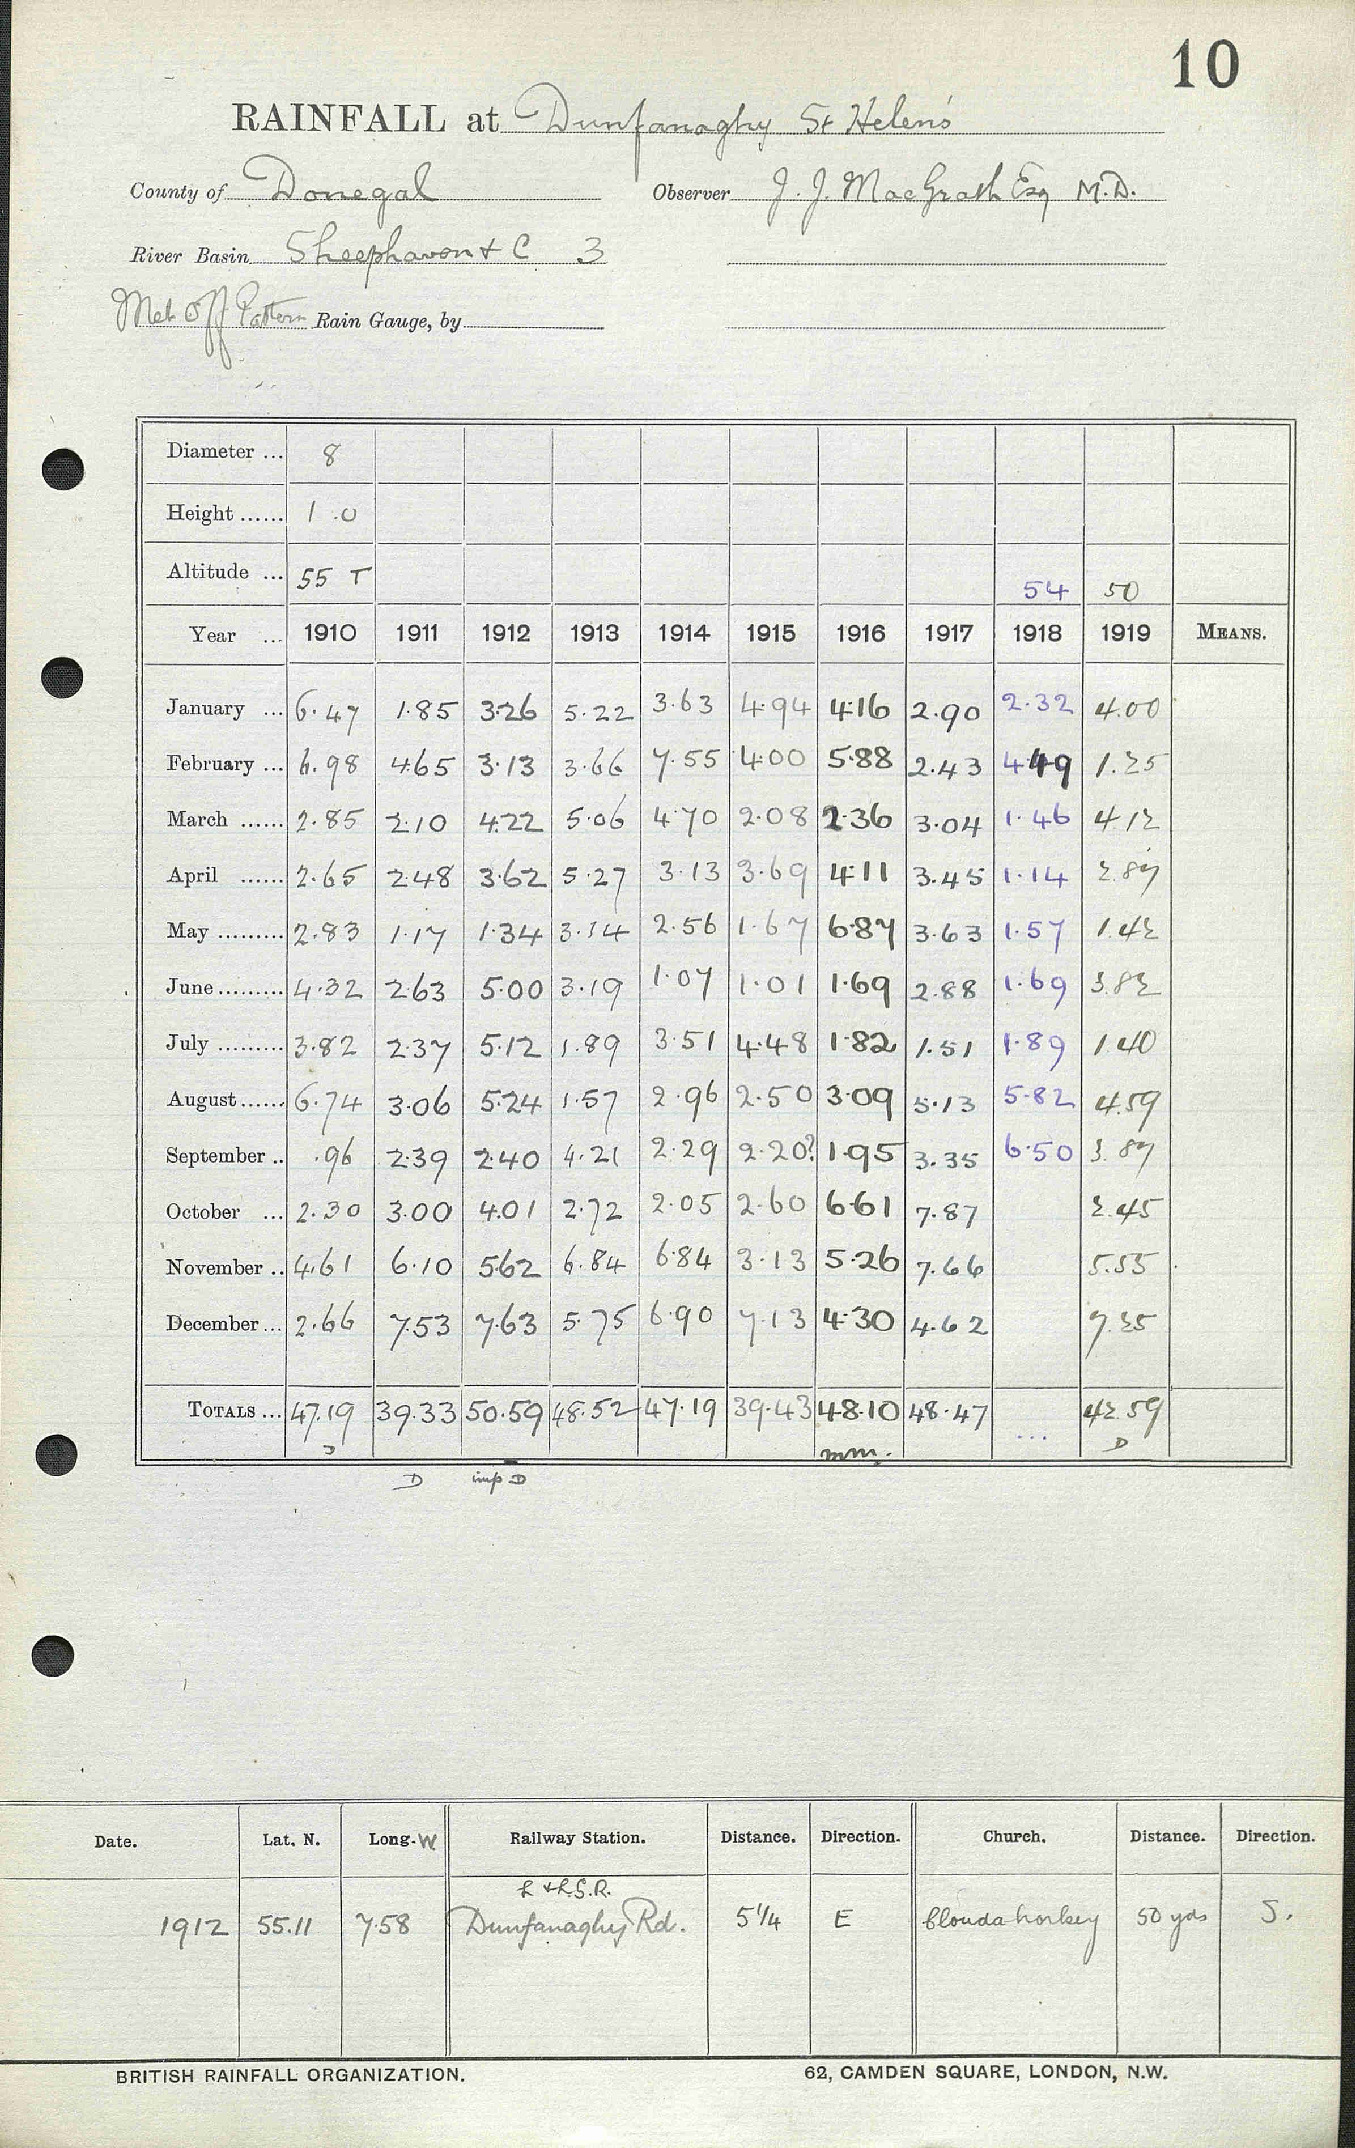 10
RAINFALL at Dunfanaghy St Helen's
County of Donegal Observer J. J. MacGrath Esq M.D.
River Basin Sheephaven & C 3
Met Off Pattern Rain Gauge, by
Diameter ... 8
Height ...... 1.0
Altitude ... 55 T 54 50
Year ... 1910 1911 1912 1913 1914 1915 1916 1917 1918 1919 MEANS.
January ... 6.47 1.85 3.26 5.22 3.63 4.94 4.16 2.90 2.32 4.00
February ... 6.98 4.65 3.13 3.66 7.55 4.00 5.88 2.43 4.49 1.25
March ...... 2.85 2.10 4.22 5.06 4.70 2.08 2.36 3.04 1.46 4.12
April ...... 2.65 2.48 3.62 5.27 3.13 3.69 4.11 3.45 1.14 2.87
May ......... 2.83 1.17 1.34 3.14 2.56 1.67 6.87 3.63 1.57 1.42
June ......... 4.32 2.63 5.00 3.19 1.07 1.01 1.69 2.88 1.69 3.82
July ......... 3.82 2.37 5.12 1.89 3.51 4.48 1.82 1.51 1.89 1.40
August ...... 6.74 3.06 5.24 1.57 2.96 2.50 3.09 5.13 5.82 4.59
September .. .96 2.39 2.40 4.21 2.29 2.20? 1.95 3.35 6.50 3.87
October ... 2.30 3.00 4.01 2.72 2.05 2.60 6.61 7.87 2.45
November .. 4.61 6.10 5.62 6.84 6.84 3.13 5.26 7.66 5.55
December ... 2.66 7.53 7.63 5.75 6.90 7.13 4.30 4.62 7.25
TOTALS ... 47.19 39.33 50.59 48.52 47.19 39.43 48.10 48.47 ... 42.59
D mm. D
D imp D
Date. Lat. N. Long. W Railway Station. Distance. Direction. Church. Distance. Direction.
L & L.S.R.
1912 55.11 7.58 Dunfanaghy Rd. 5 1/4 E Cloudahorkey 50 yds S.
BRITISH RAINFALL ORGANIZATION. 62, CAMDEN SQUARE, LONDON, N.W.